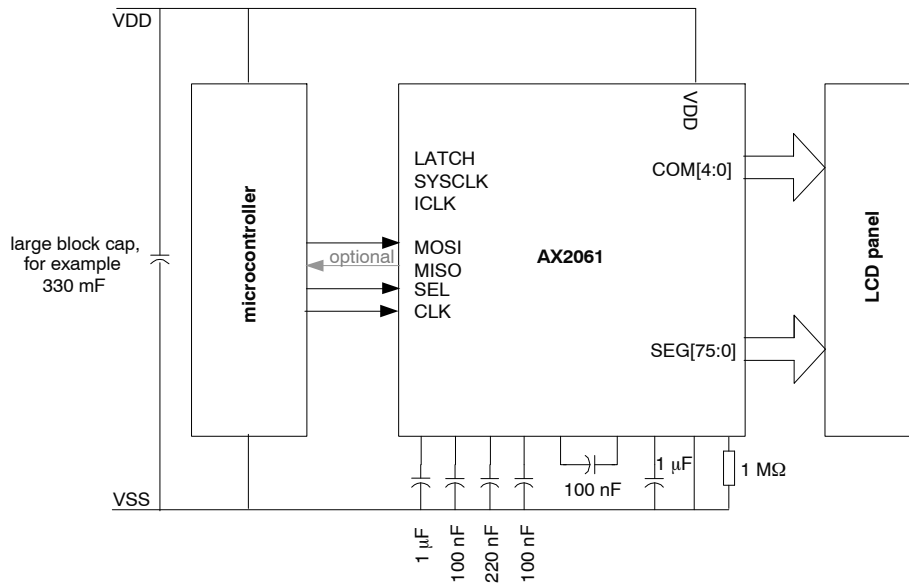 VDD
VDD
LATCH
SYSCLK
ICLK
COM[4:0]
microcontroller
large block cap,
for example
330 mF
optional
MOSI
MISO
SEL
CLK
AX2061
LCD panel
SEG[75:0]
1 μF
1 MΩ
100 nF
VSS
1 μF
100 nF
220 nF
100 nF